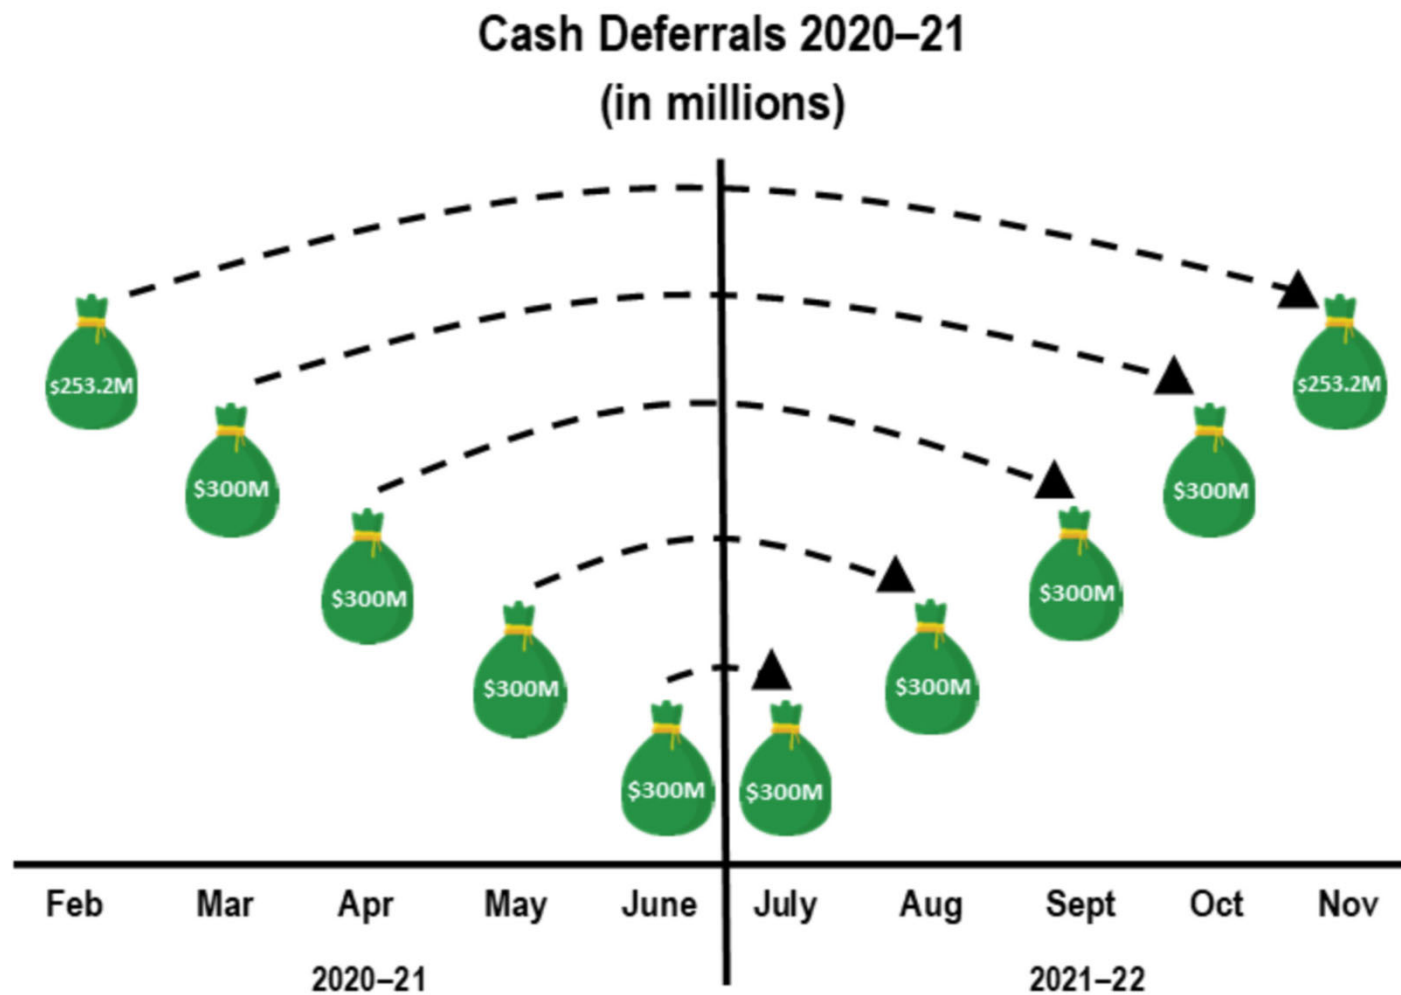 Cash Deferrals 2020–21
(in millions)
$253.2M $253.2M
$300M $300M
$300M $300M
$300M $300M
$300M $300M
Feb Mar Apr May June July Aug Sept Oct Nov
2020–21 2021–22